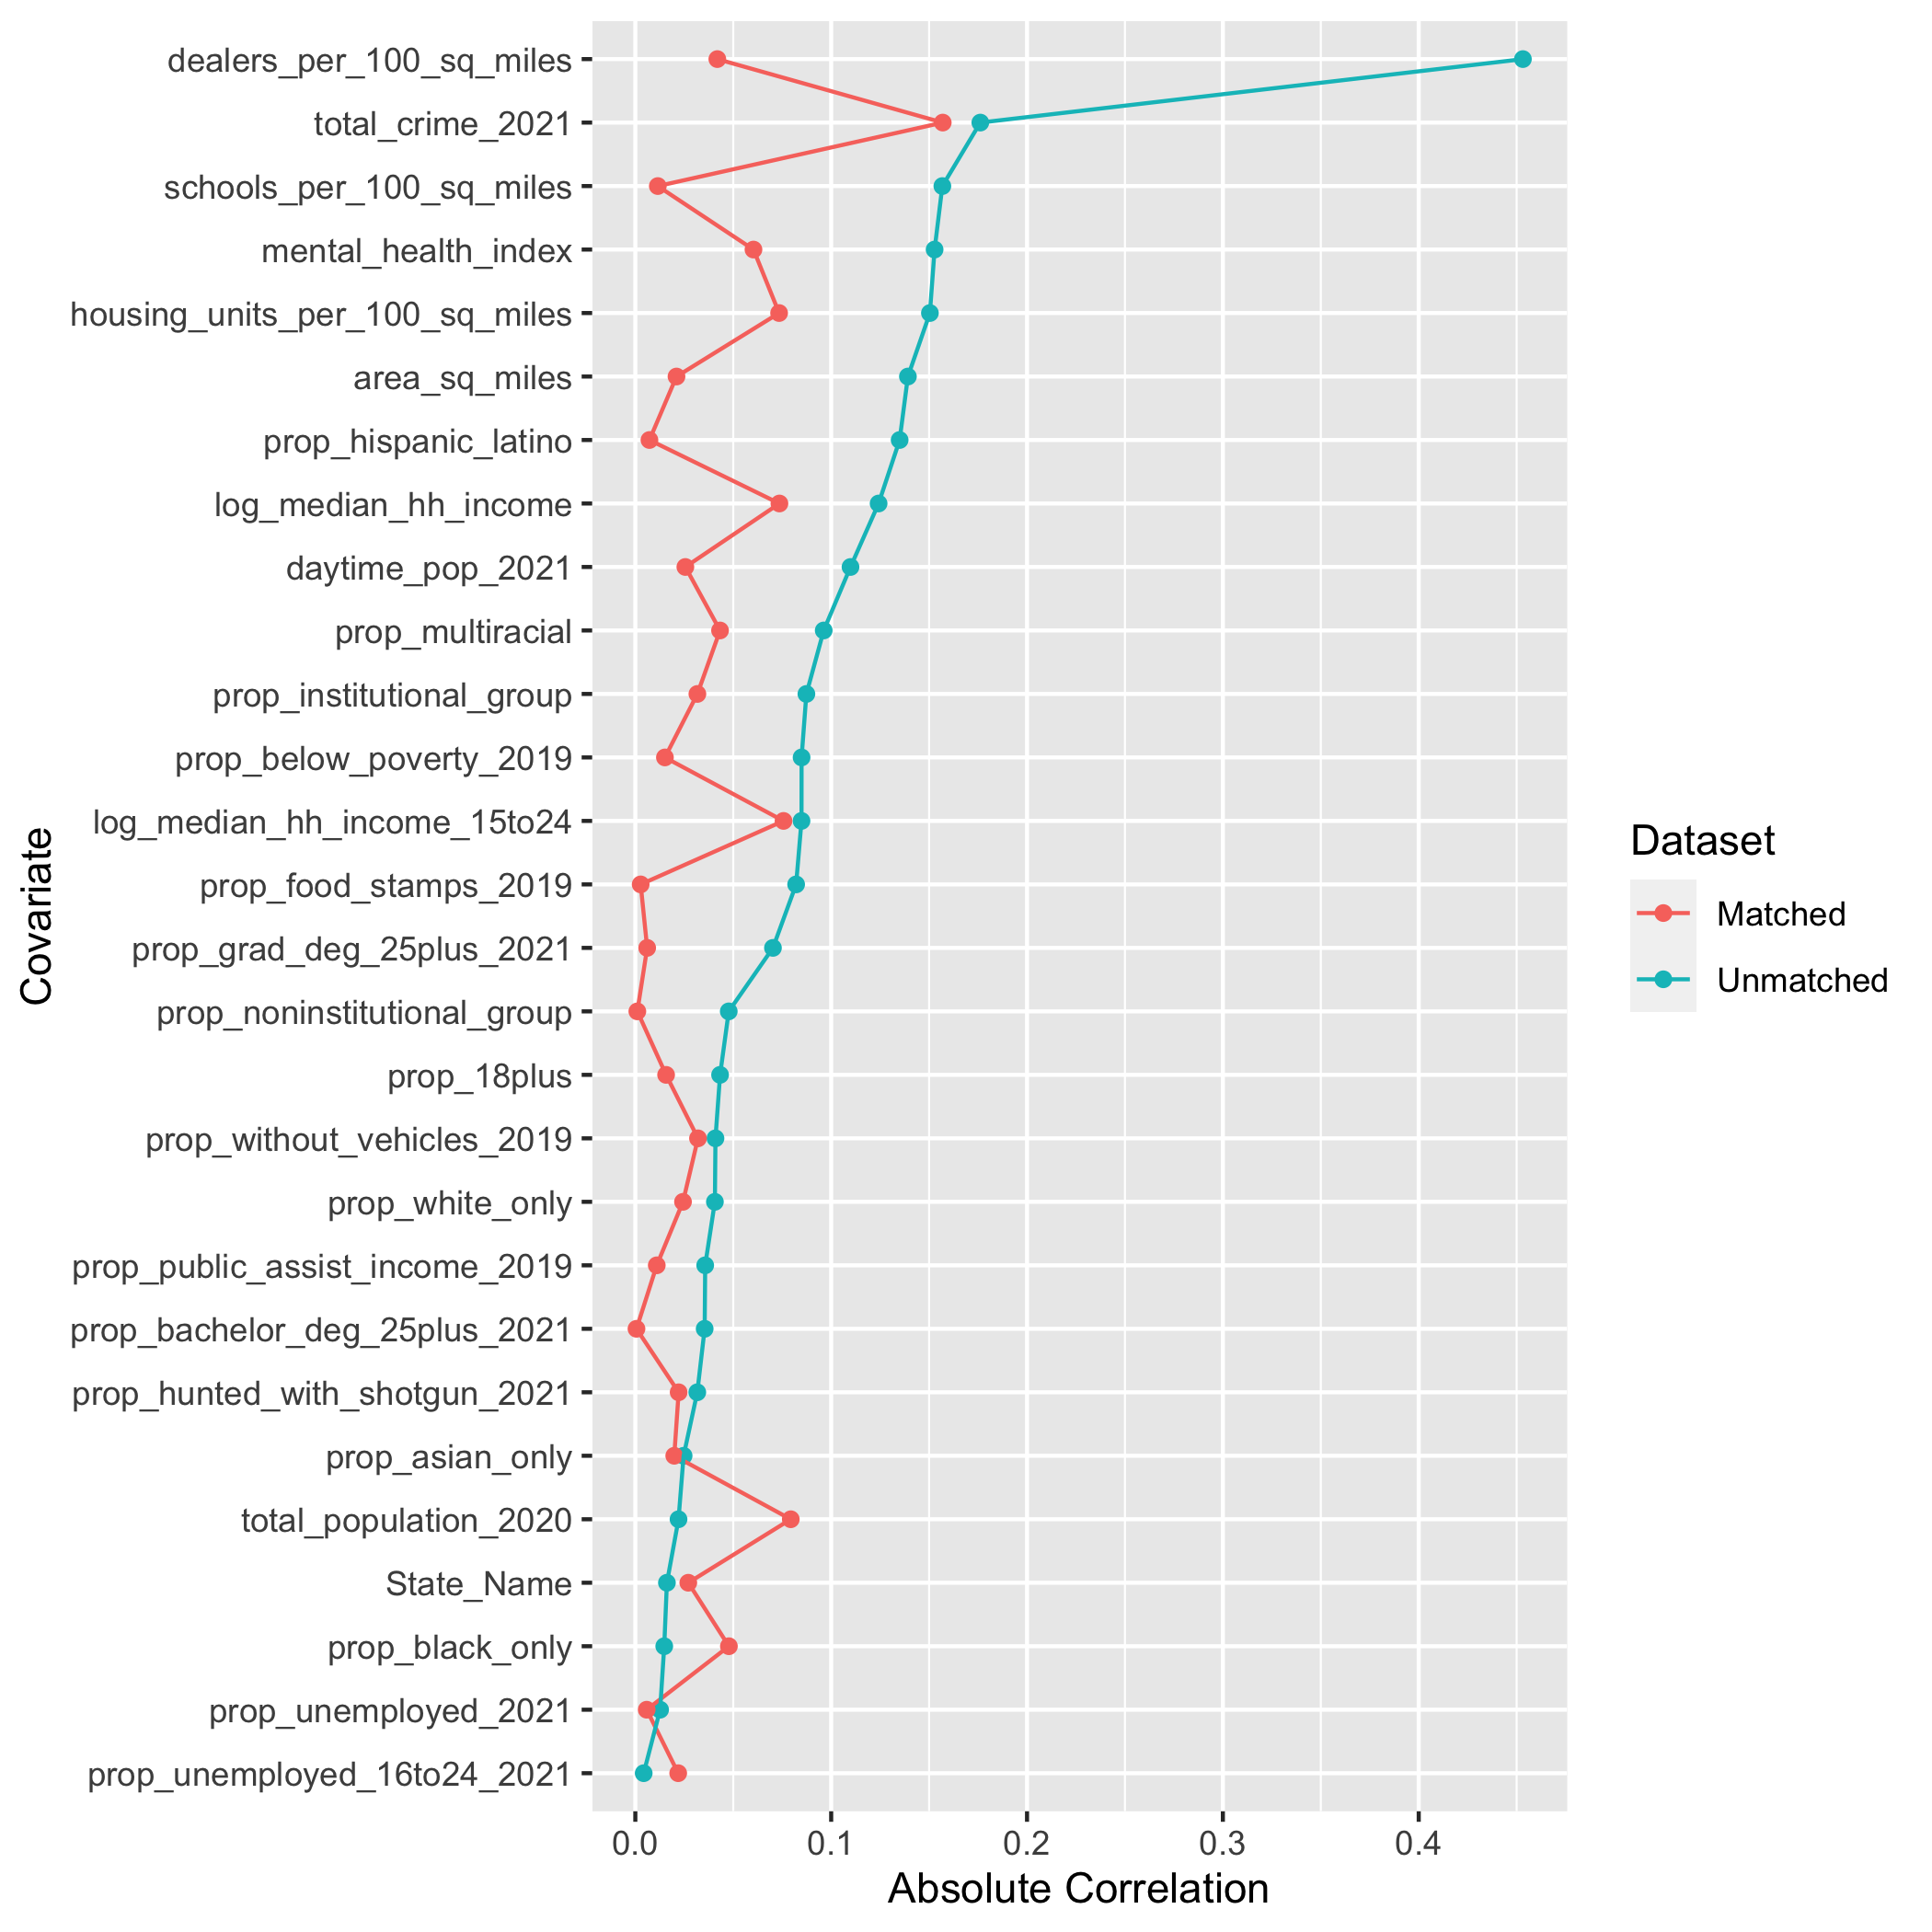 dealers_per_100_sq_miles
total_crime_2021
schools_per_100_sq_miles
mental_health_index
housing_units_per_100_sq_miles
area_sq_miles
prop_hispanic_latino
log_median_hh_income
daytime_pop_2021
prop_multiracial
prop_institutional_group
prop_below_poverty_2019
log_median_hh_income_15to24
prop_food_stamps_2019
prop_grad_deg_25plus_2021
prop_noninstitutional_group
prop_18plus
prop_without_vehicles_2019
prop_white_only
prop_public_assist_income_2019
prop_bachelor_deg_25plus_2021
prop_hunted_with_shotgun_2021
prop_asian_only
total_population_2020
State_Name
prop_black_only
prop_unemployed_2021
prop_unemployed_16to24_2021
Covariate
0.0 0.1 0.2 0.3 0.4
Absolute Correlation
Dataset
Matched
Unmatched